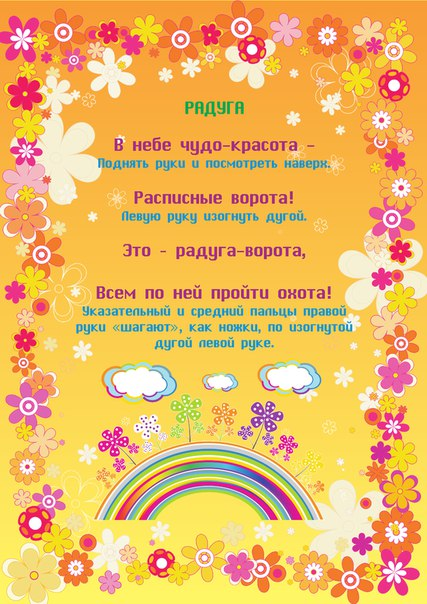 РАДУГА
В небе чудо-красота -
Поднять руки и посмотреть наверх.
Расписные ворота!
Левую руку изогнуть дугой.
Это - радуга-ворота,
Всем по ней пройти охота!
Указательный и средний пальцы правой
руки «шагают», как ножки, по изогнутой
дугой левой руке.